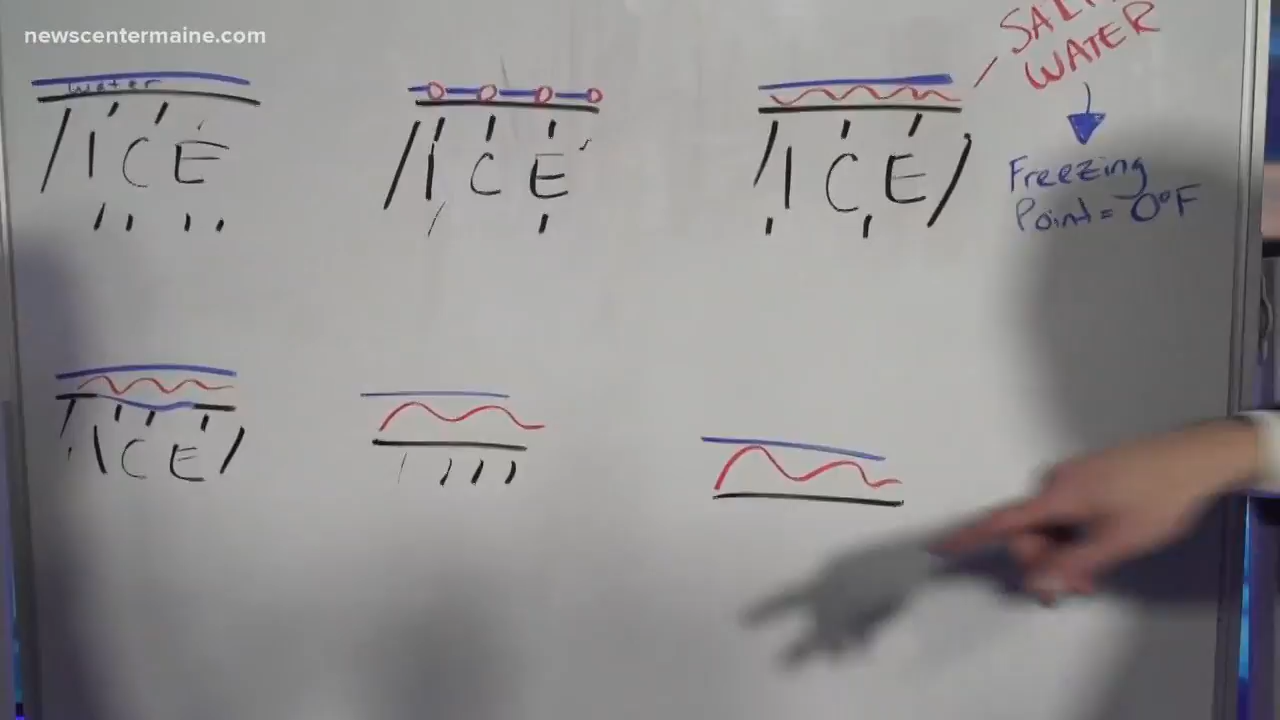 newscentermaine.com
water
ICE
ICE
ICE
WATER
Freezing
Point = 0°F
ICE